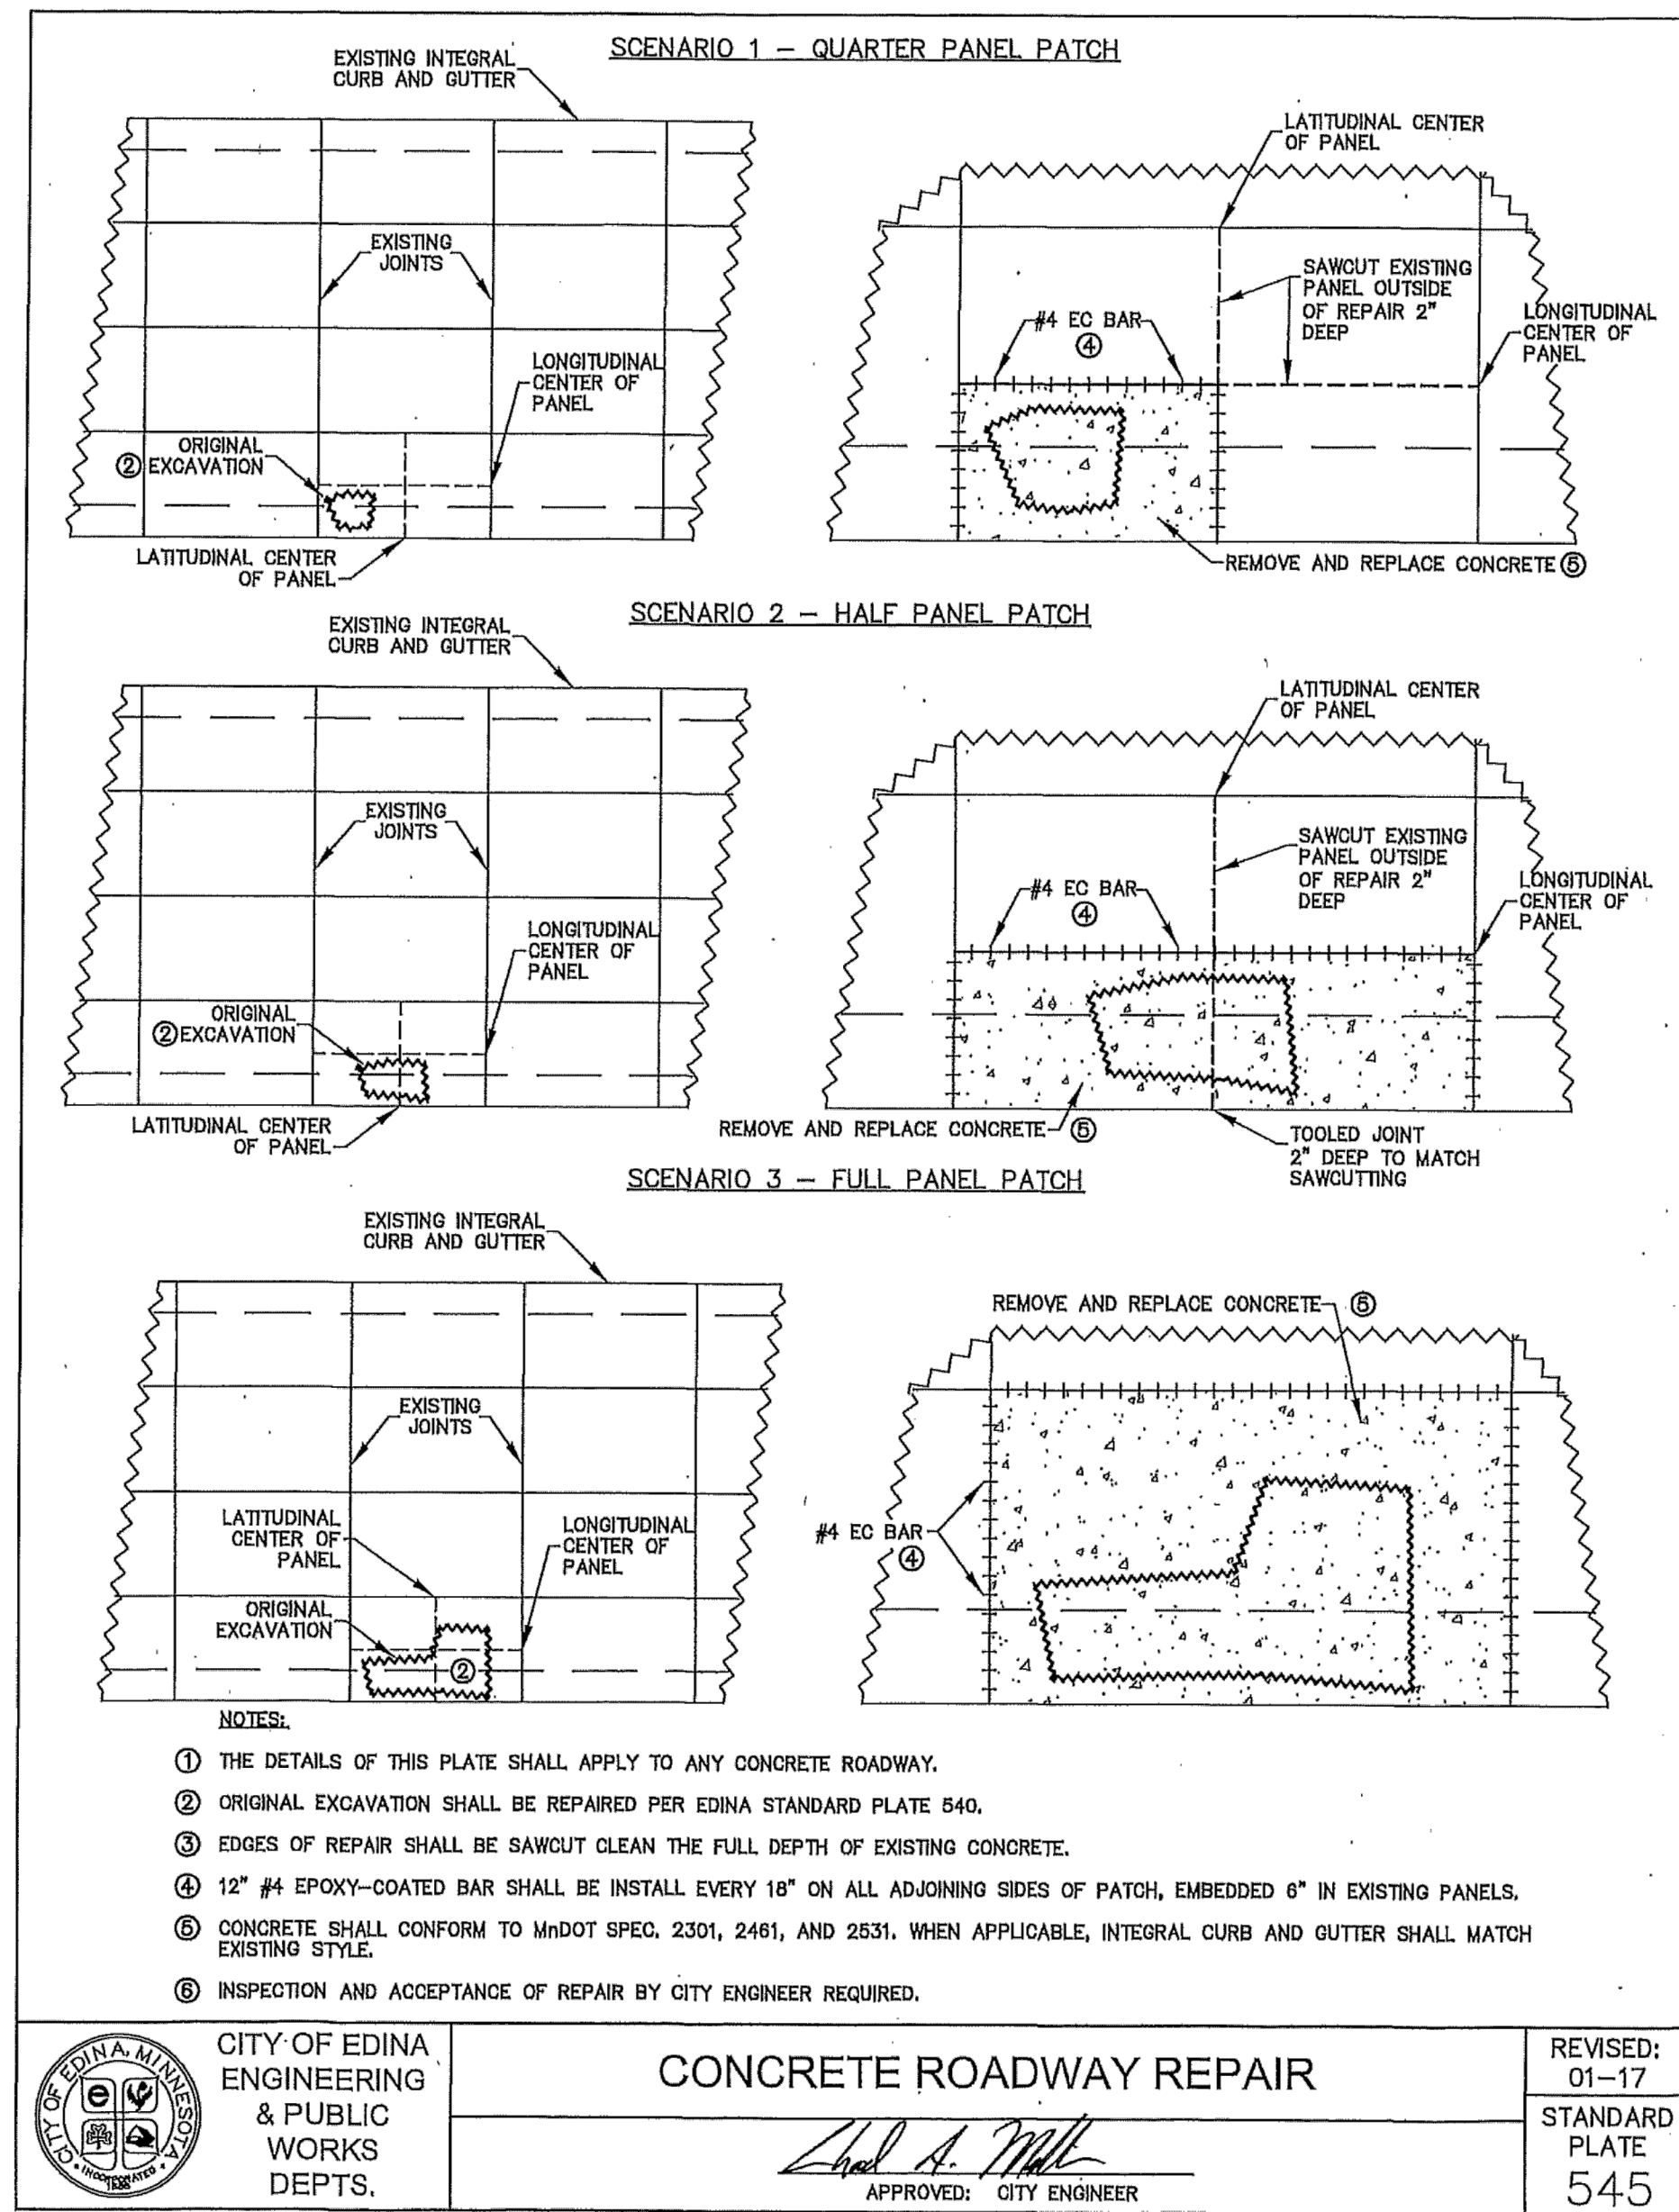 SCENARIO 1 – QUARTER PANEL PATCH
EXISTING INTEGRAL
CURB AND GUTTER
EXISTING
JOINTS
LONGITUDINAL
CENTER OF
PANEL
ORIGINAL
② EXCAVATION
LATITUDINAL CENTER
OF PANEL
LATITUDINAL CENTER
OF PANEL
SAWCUT EXISTING
PANEL OUTSIDE
OF REPAIR 2"
DEEP
LONGITUDINAL
CENTER OF
PANEL
#4 EC BAR
④
REMOVE AND REPLACE CONCRETE ⑤
SCENARIO 2 – HALF PANEL PATCH
EXISTING INTEGRAL
CURB AND GUTTER
EXISTING
JOINTS
LONGITUDINAL
CENTER OF
PANEL
ORIGINAL
② EXCAVATION
LATITUDINAL CENTER
OF PANEL
LATITUDINAL CENTER
OF PANEL
SAWCUT EXISTING
PANEL OUTSIDE
OF REPAIR 2"
DEEP
LONGITUDINAL
CENTER OF
PANEL
#4 EC BAR
④
REMOVE AND REPLACE CONCRETE ⑤
TOOLED JOINT
2" DEEP TO MATCH
SAWCUTTING
SCENARIO 3 – FULL PANEL PATCH
EXISTING INTEGRAL
CURB AND GUTTER
EXISTING
JOINTS
LATITUDINAL
CENTER OF
PANEL
LONGITUDINAL
CENTER OF
PANEL
ORIGINAL
EXCAVATION
②
REMOVE AND REPLACE CONCRETE ⑤
#4 EC BAR
④
NOTES:
① THE DETAILS OF THIS PLATE SHALL APPLY TO ANY CONCRETE ROADWAY.
② ORIGINAL EXCAVATION SHALL BE REPAIRED PER EDINA STANDARD PLATE 540.
③ EDGES OF REPAIR SHALL BE SAWCUT CLEAN THE FULL DEPTH OF EXISTING CONCRETE.
④ 12" #4 EPOXY–COATED BAR SHALL BE INSTALL EVERY 18" ON ALL ADJOINING SIDES OF PATCH, EMBEDDED 6" IN EXISTING PANELS.
⑤ CONCRETE SHALL CONFORM TO MnDOT SPEC. 2301, 2461, AND 2531. WHEN APPLICABLE, INTEGRAL CURB AND GUTTER SHALL MATCH
EXISTING STYLE.
⑥ INSPECTION AND ACCEPTANCE OF REPAIR BY CITY ENGINEER REQUIRED.
CITY OF EDINA, MINNESOTA
INCORPORATED
1888
e
CITY OF EDINA
ENGINEERING
& PUBLIC
WORKS
DEPTS.
CONCRETE ROADWAY REPAIR
APPROVED: CITY ENGINEER
REVISED:
01–17
STANDARD
PLATE
545